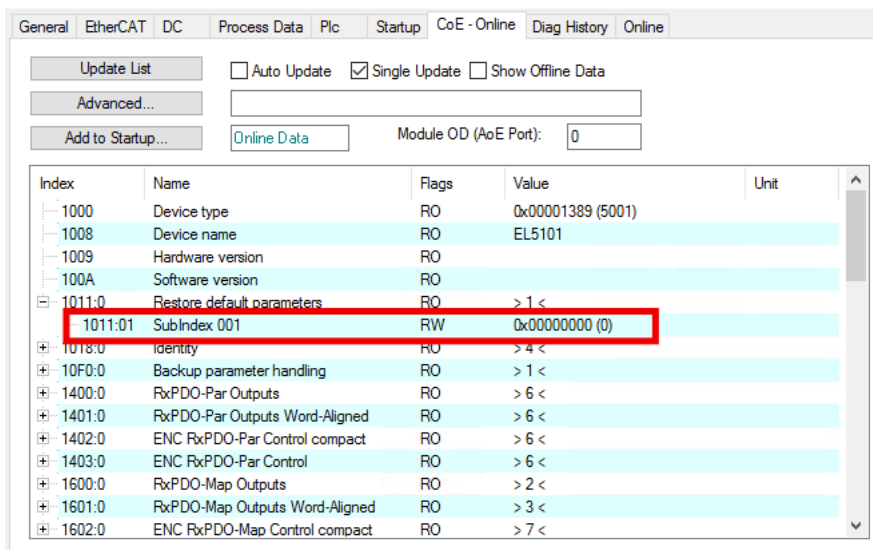 General EtherCAT DC Process Data Plc Startup CoE - Online Diag History Online
Update List Auto Update Single Update Show Offline Data
Advanced...
Add to Startup... Online Data Module OD (AoE Port): 0
Index Name Flags Value Unit
1000 Device type RO 0x00001389 (5001)
1008 Device name RO EL5101
1009 Hardware version RO
100A Software version RO
1011:0 Restore default parameters RO > 1 <
1011:01 SubIndex 001 RW 0x00000000 (0)
1018:0 Identity RO > 4 <
10F0:0 Backup parameter handling RO > 1 <
1400:0 RxPDO-Par Outputs RO > 6 <
1401:0 RxPDO-Par Outputs Word-Aligned RO > 6 <
1402:0 ENC RxPDO-Par Control compact RO > 6 <
1403:0 ENC RxPDO-Par Control RO > 6 <
1600:0 RxPDO-Map Outputs RO > 2 <
1601:0 RxPDO-Map Outputs Word-Aligned RO > 3 <
1602:0 ENC RxPDO-Map Control compact RO > 7 <